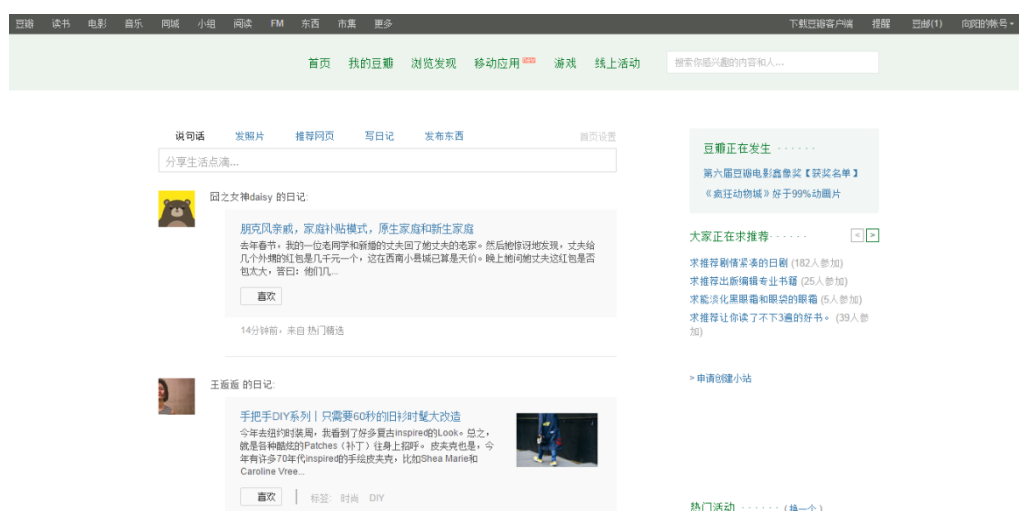 豆瓣 读书 电影 音乐 同城 小组 阅读 FM 东西 市集 更多 下载豆瓣客户端 提醒 豆邮(1) 向阳的帐号
首页 我的豆瓣 浏览发现 移动应用 游戏 线上活动 搜索你感兴趣的内容和人...
说句话 发照片 推荐网页 写日记 发布东西 首页设置
分享生活点滴...
囧之女神daisy 的日记:
朋克风亲戚，家庭补贴模式，原生家庭和新生家庭
去年春节，我的一位老同学和新婚的丈夫回了她丈夫的老家。然后她惊讶地发现，丈夫给
几个外甥的红包是几千元一个，这在西南小县城已算是天价。晚上她问她丈夫这红包是否
包太大，答曰：他们几...
喜欢
14分钟前，来自 热门精选
的日记:
手把手DIY系列丨只需要60秒的旧衫时髦大改造
今年去纽约时装周，我看到了好多复古inspired的Look。总之，
就是各种酷炫的Patches（补丁）往身上招呼。 皮夹克也是，今
年有许多70年代inspired的手绘皮夹克，比如Shea Marie和
Caroline Vree...
喜欢 标签: 时尚 DIY
豆瓣正在发生 · · · · · ·
第六届豆瓣电影鑫像奖【获奖名单】
《疯狂动物城》好于99%动画片
大家正在求推荐 · · · · · · < >
求推荐剧情紧凑的日剧 (182人参加)
求推荐出版编辑专业书籍 (25人参加)
求能淡化黑眼霜和眼袋的眼霜 (5人参加)
求推荐让你读了不下3遍的好书。 (39人参
加)
> 申请创建小站
热门活动 · · · · · · ( 换一个 )